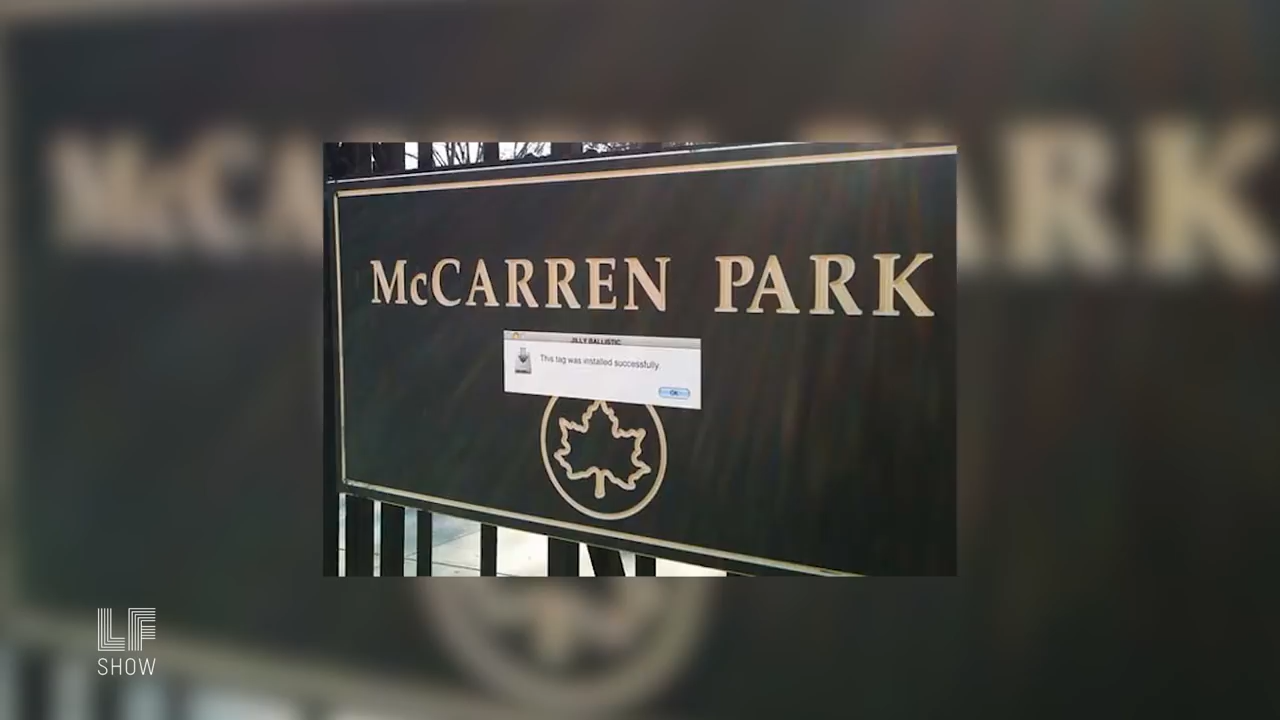 McCARREN PARK
JILLY BALLISTIC
This tag was installed successfully.
OK
LF
SHOW